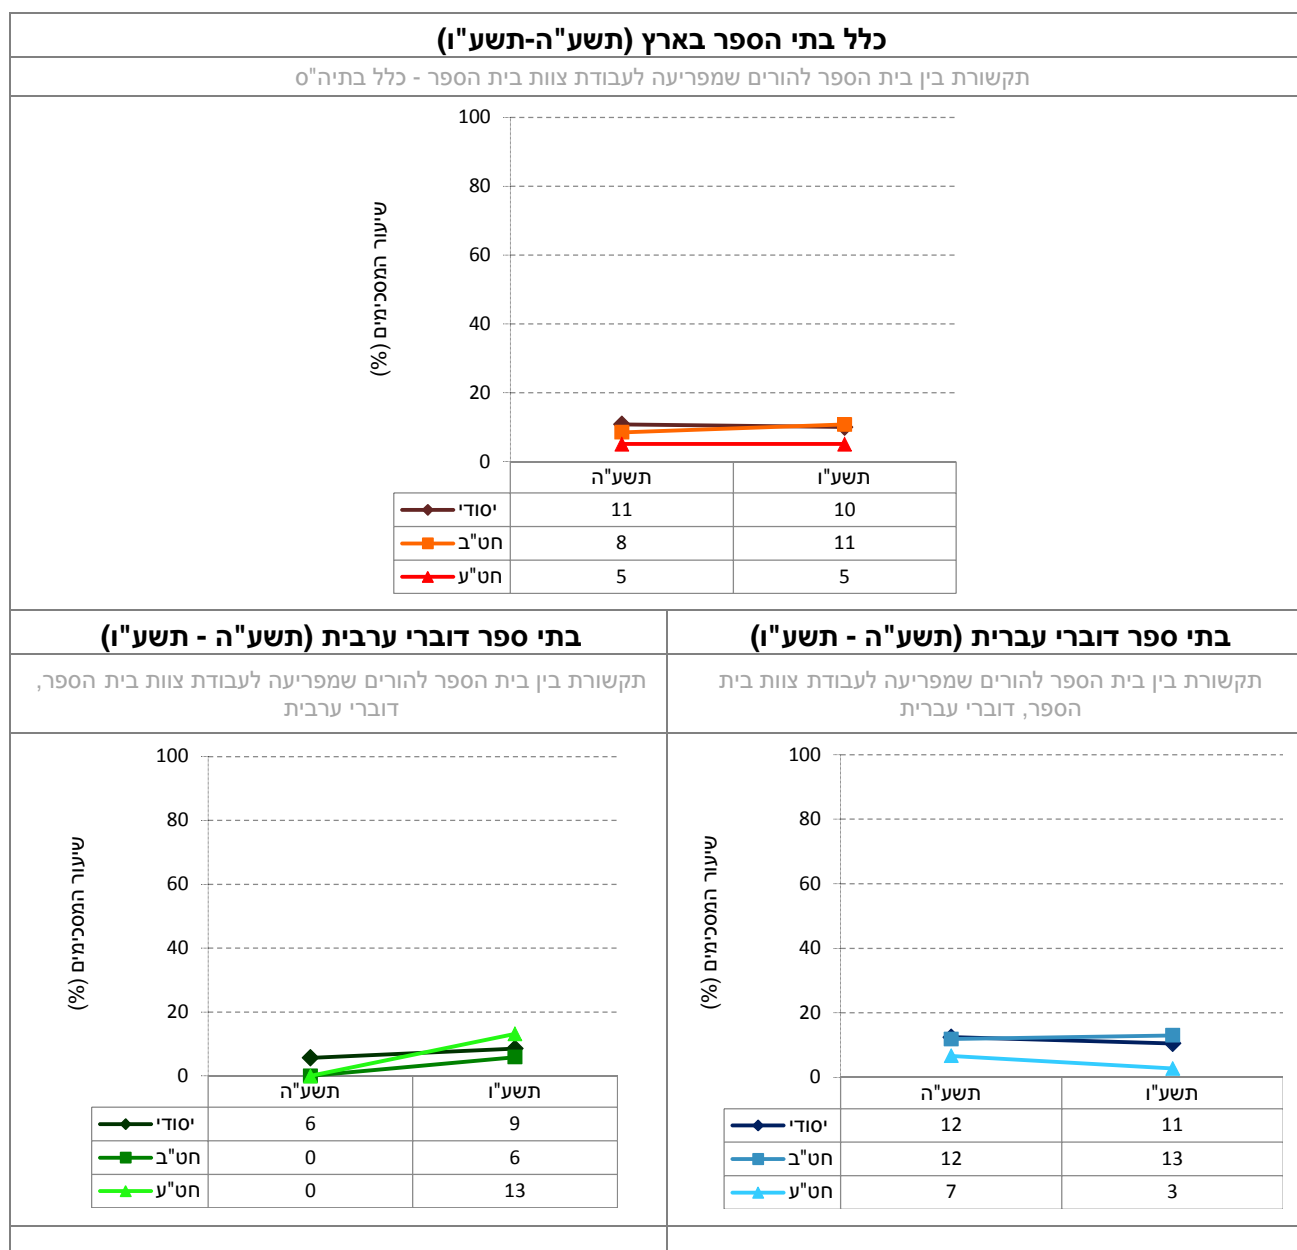 כלל בתי הספר בארץ (תשע"ה-תשע"ו)
תקשורת בין בית הספר להורים שמפריעה לעבודת צוות בית הספר - כלל בתיה"ס
שיעור המסכימים (%)
100
80
60
40
20
0
תשע"ה תשע"ו
יסודי 11 10
חט"ב 8 11
חט"ע 5 5
בתי ספר דוברי עברית (תשע"ה - תשע"ו)
תקשורת בין בית הספר להורים שמפריעה לעבודת צוות בית
הספר, דוברי עברית
שיעור המסכימים (%)
100
80
60
40
20
0
תשע"ה תשע"ו
יסודי 12 11
חט"ב 12 13
חט"ע 7 3
בתי ספר דוברי ערבית (תשע"ה - תשע"ו)
תקשורת בין בית הספר להורים שמפריעה לעבודת צוות בית הספר,
דוברי ערבית
שיעור המסכימים (%)
100
80
60
40
20
0
תשע"ה תשע"ו
יסודי 6 9
חט"ב 0 6
חט"ע 0 13